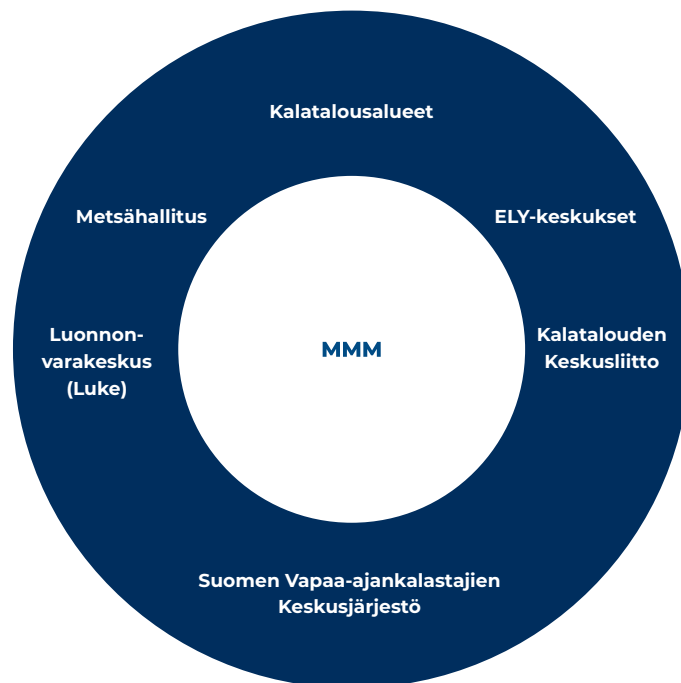 Kalatalousalueet
Metsähallitus
ELY-keskukset
Luonnon-
varakeskus
(Luke)
MMM
Kalatalouden
Keskusliitto
Suomen Vapaa-ajankalastajien
Keskusjärjestö